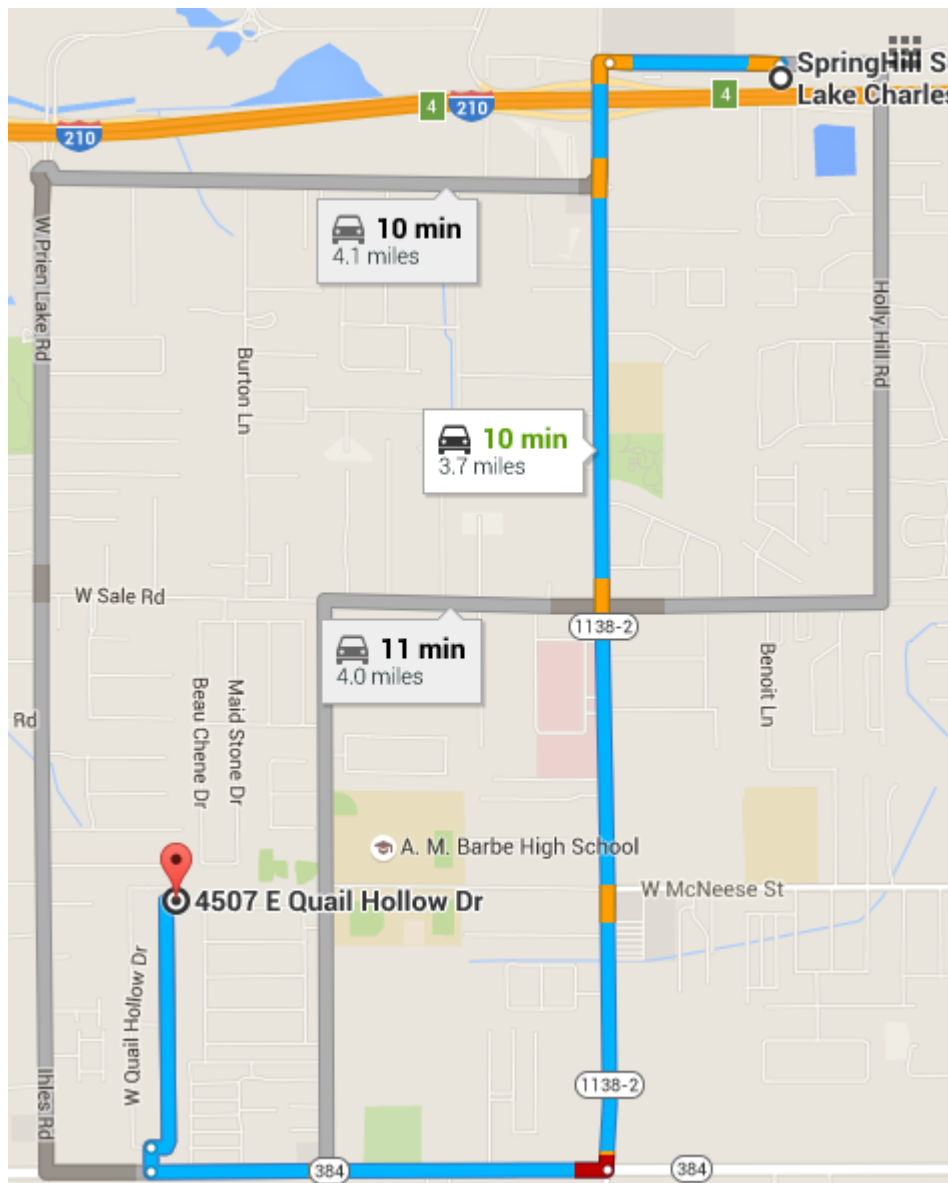 SpringHill S
Lake Charles
4
210
4
210
10 min
4.1 miles
W Prien Lake Rd
Holly Hill Rd
Burton Ln
10 min
3.7 miles
W Sale Rd
1138-2
11 min
4.0 miles
Benoit Ln
Maid Stone Dr
Beau Chene Dr
Rd
A. M. Barbe High School
W McNeese St
4507 E Quail Hollow Dr
W Quail Hollow Dr
Ihles Rd
1138-2
384
384